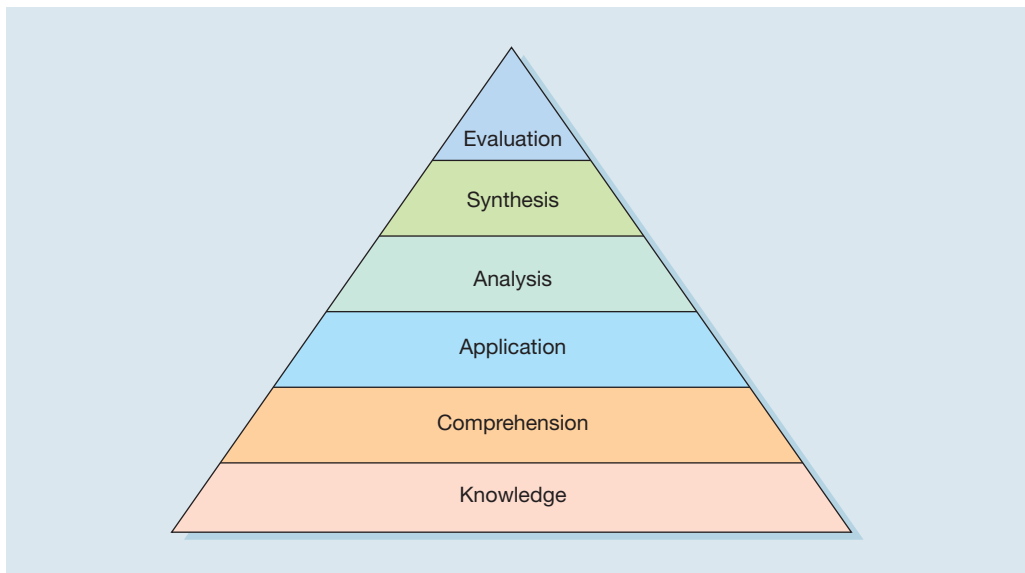 Evaluation
Synthesis
Analysis
Application
Comprehension
Knowledge